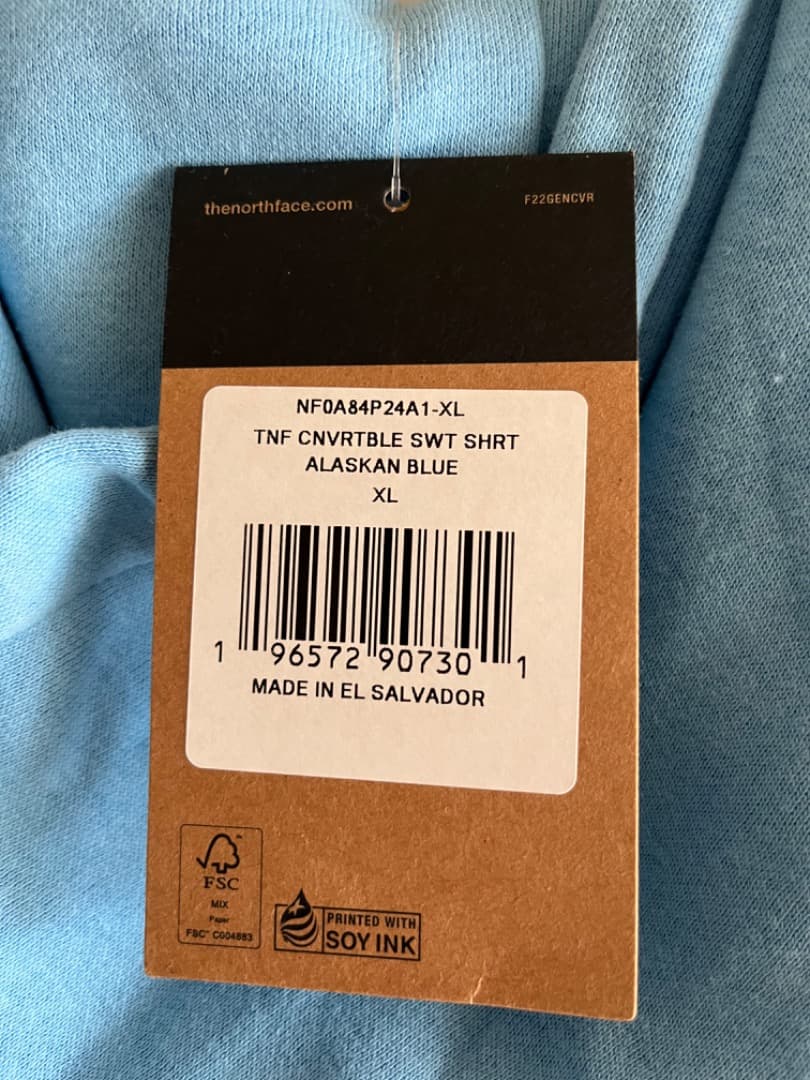 thenorthface.com
F22GENCVR
NF0A84P24A1-XL
TNF CNVRTBLE SWT SHRT
ALASKAN BLUE
XL
1 96572 90730 1
MADE IN EL SALVADOR
FSC
MIX
Paper
FSC™ C004883
PRINTED WITH
SOY INK